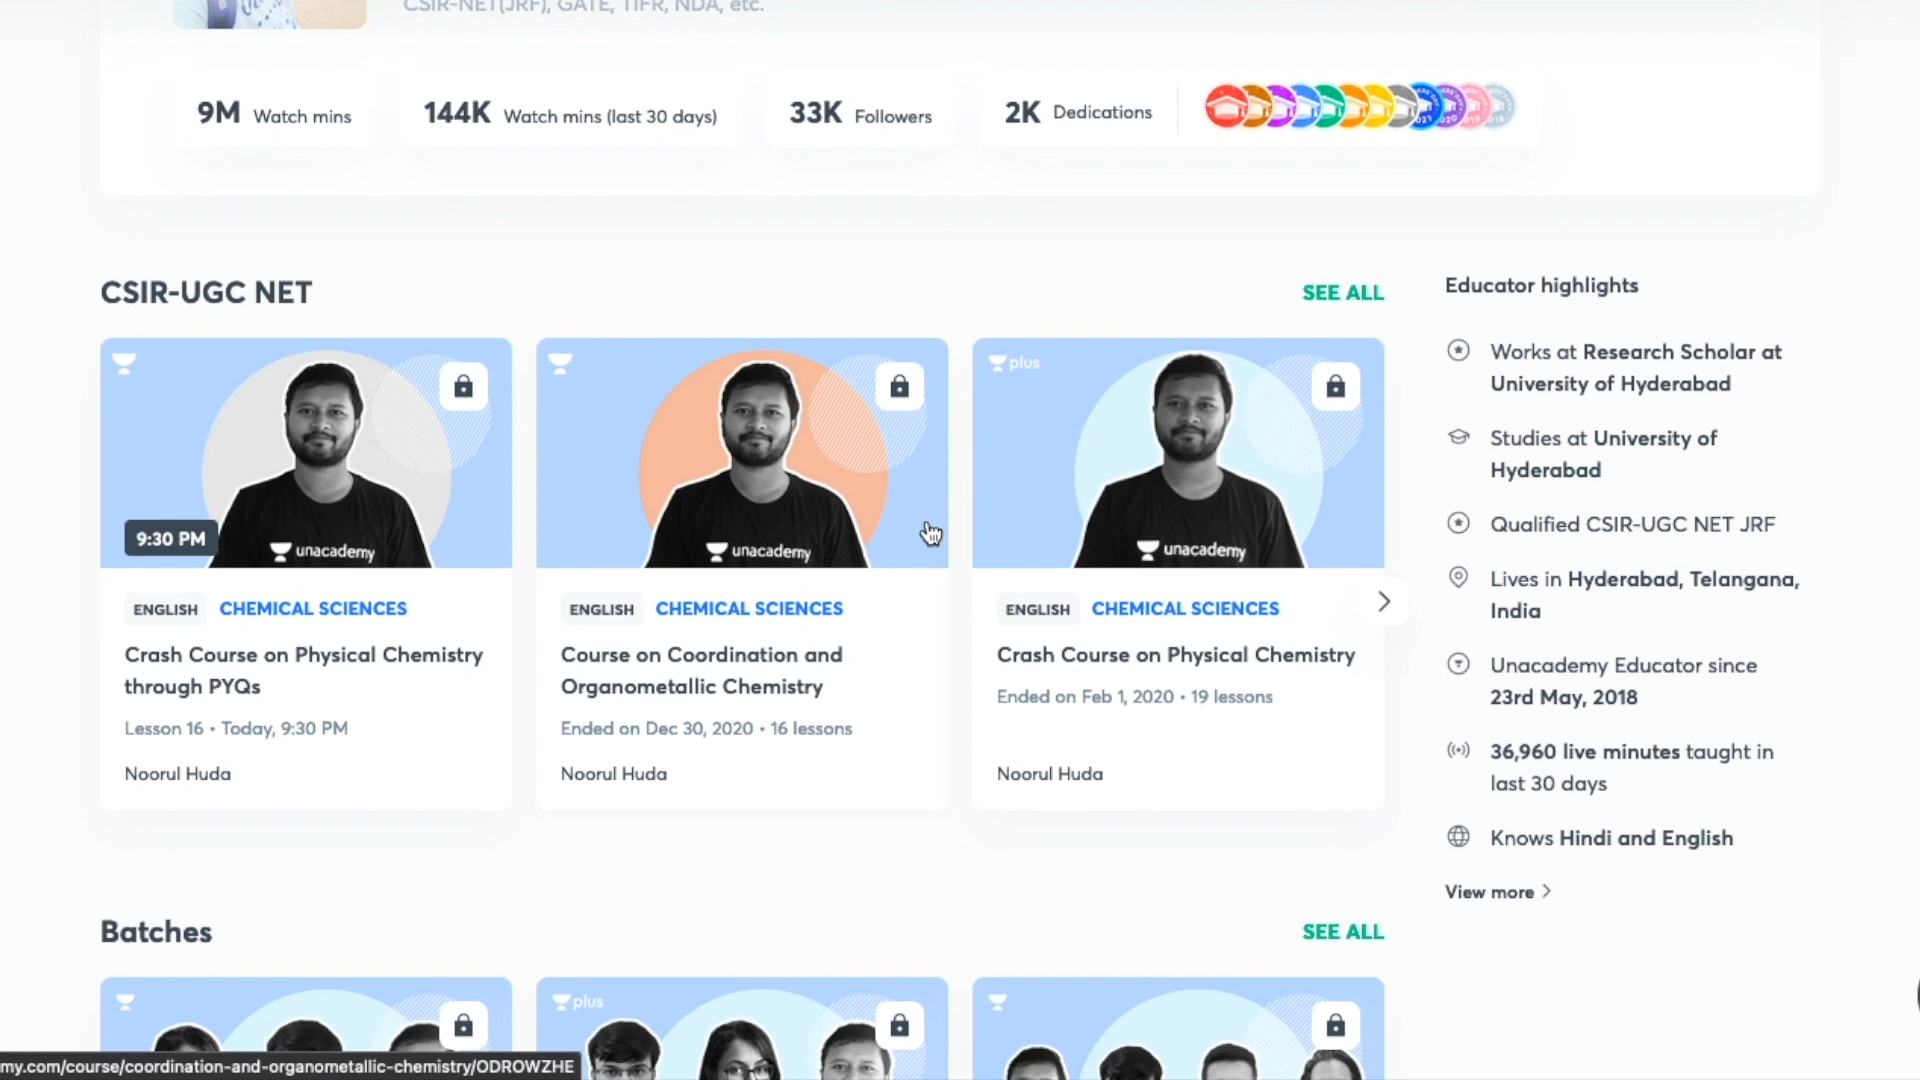 CSIR-NET(JRF), GATE, TIFR, NDA, etc.
9M Watch mins
144K Watch mins (last 30 days)
33K Followers
2K Dedications
CSIR-UGC NET
SEE ALL
9:30 PM
unacademy
ENGLISH CHEMICAL SCIENCES
Crash Course on Physical Chemistry
through PYQs
Lesson 16 • Today, 9:30 PM
Noorul Huda
unacademy
ENGLISH CHEMICAL SCIENCES
Course on Coordination and
Organometallic Chemistry
Ended on Dec 30, 2020 • 16 lessons
Noorul Huda
plus
unacademy
ENGLISH CHEMICAL SCIENCES
Crash Course on Physical Chemistry
Ended on Feb 1, 2020 • 19 lessons
Noorul Huda
Educator highlights
Works at Research Scholar at
University of Hyderabad
Studies at University of
Hyderabad
Qualified CSIR-UGC NET JRF
Lives in Hyderabad, Telangana,
India
Unacademy Educator since
23rd May, 2018
36,960 live minutes taught in
last 30 days
Knows Hindi and English
View more
Batches
SEE ALL
plus
my.com/course/coordination-and-organometallic-chemistry/ODROWZHE